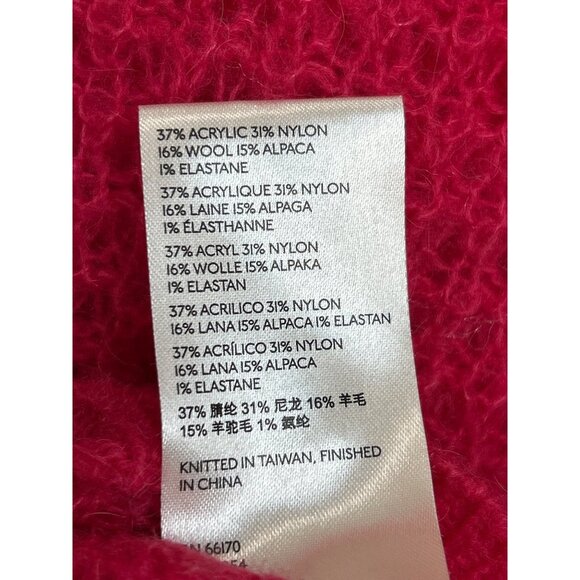 37% ACRYLIC 31% NYLON
16% WOOL 15% ALPACA
1% ELASTANE
37% ACRYLIQUE 31% NYLON
16% LAINE 15% ALPAGA
1% ÉLASTHANNE
37% ACRYL 31% NYLON
16% WOLLE 15% ALPAKA
1% ELASTAN
37% ACRILICO 31% NYLON
16% LANA 15% ALPACA 1% ELASTAN
37% ACRÍLICO 31% NYLON
16% LANA 15% ALPACA
1% ELASTANE
37% 腈纶 31% 尼龙 16% 羊毛
15% 羊驼毛 1% 氨纶
KNITTED IN TAIWAN, FINISHED
IN CHINA
66170